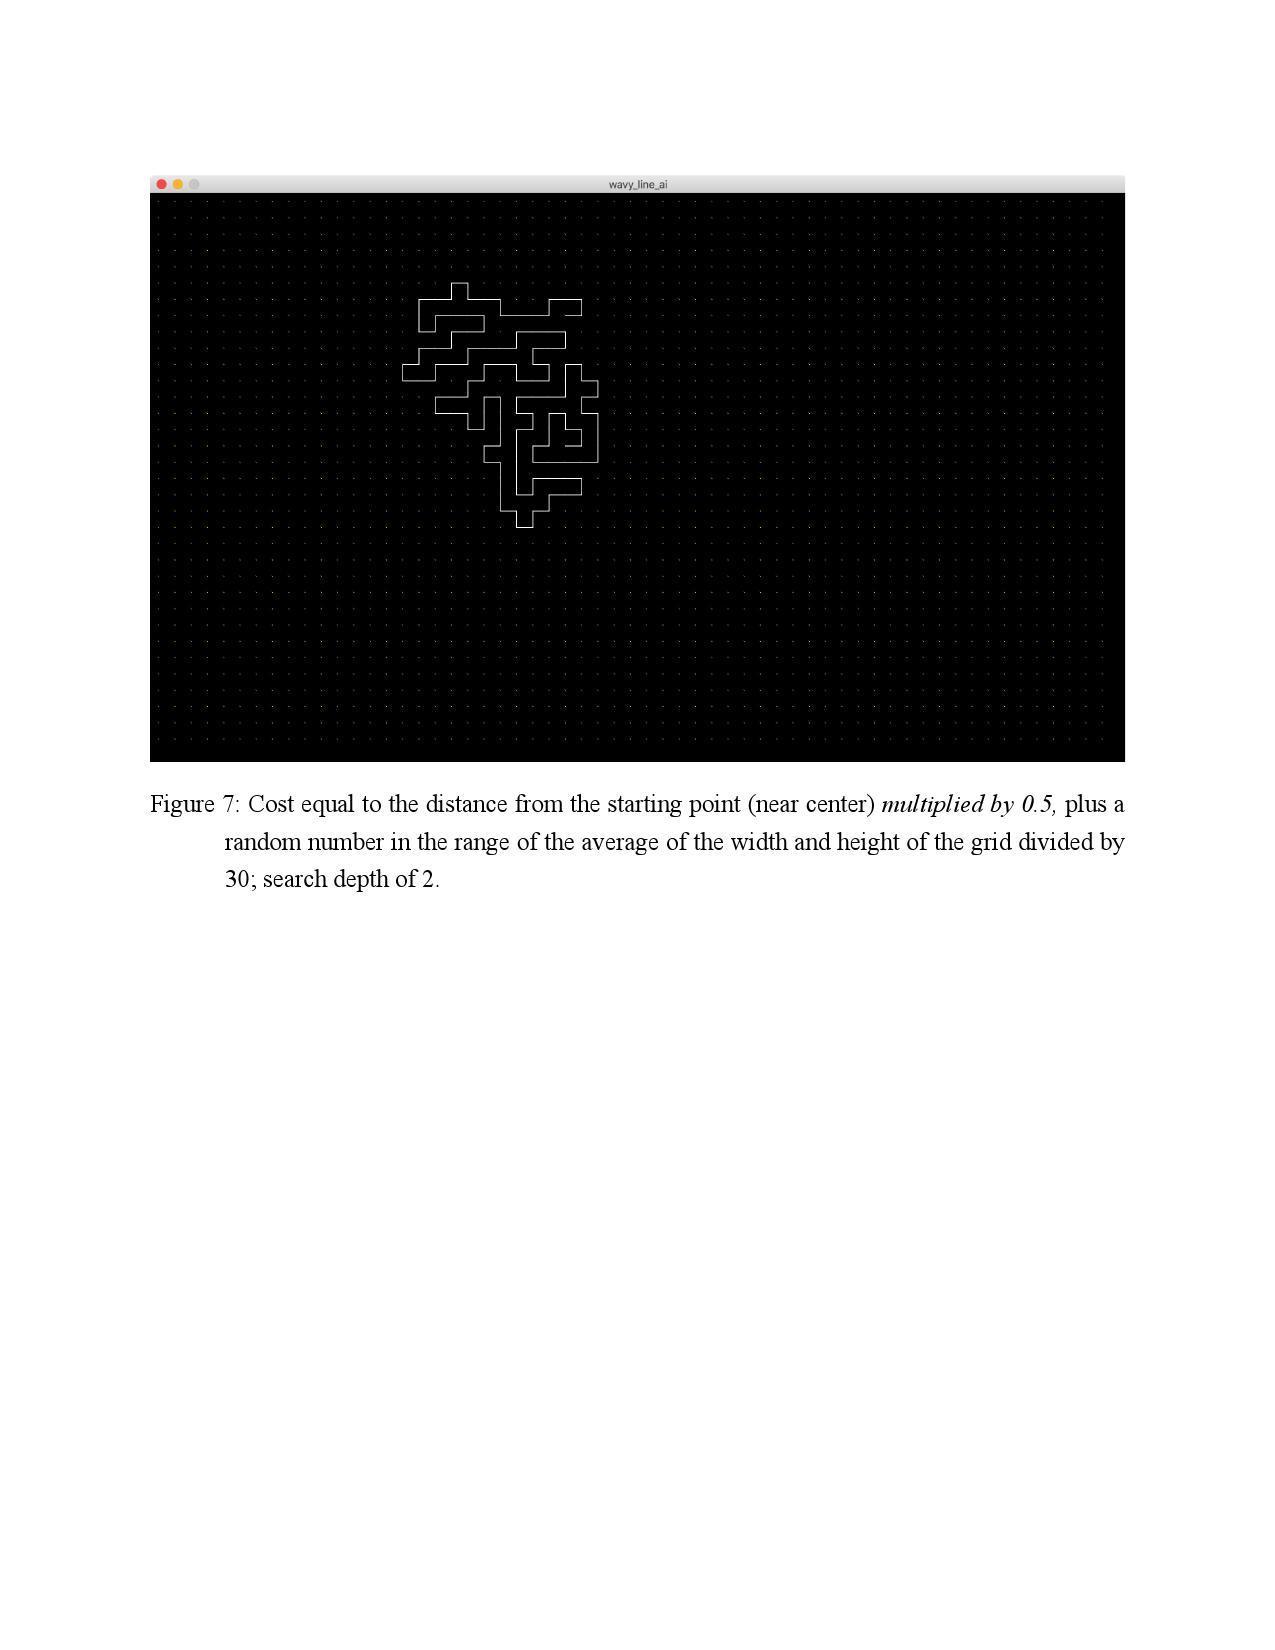 wavy_line_ai
Figure 7: Cost equal to the distance from the starting point (near center) multiplied by 0.5, plus a
random number in the range of the average of the width and height of the grid divided by
30; search depth of 2.